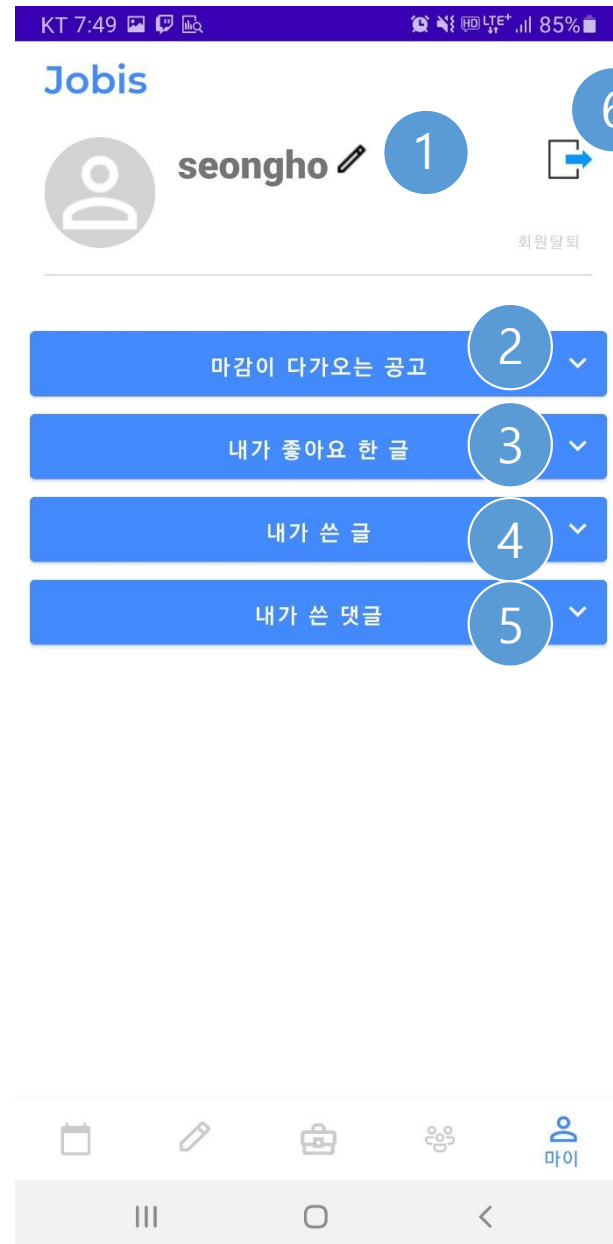 KT 7:49 HD LTE+ 85%
Jobis
6
seongho 1
회원탈퇴
마감이 다가오는 공고 2
내가 좋아요 한 글 3
내가 쓴 글 4
내가 쓴 댓글 5
마이